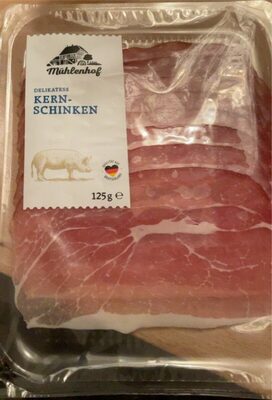 Mühlenhof
DELIKATESS
KERN-
SCHINKEN
125g ℮